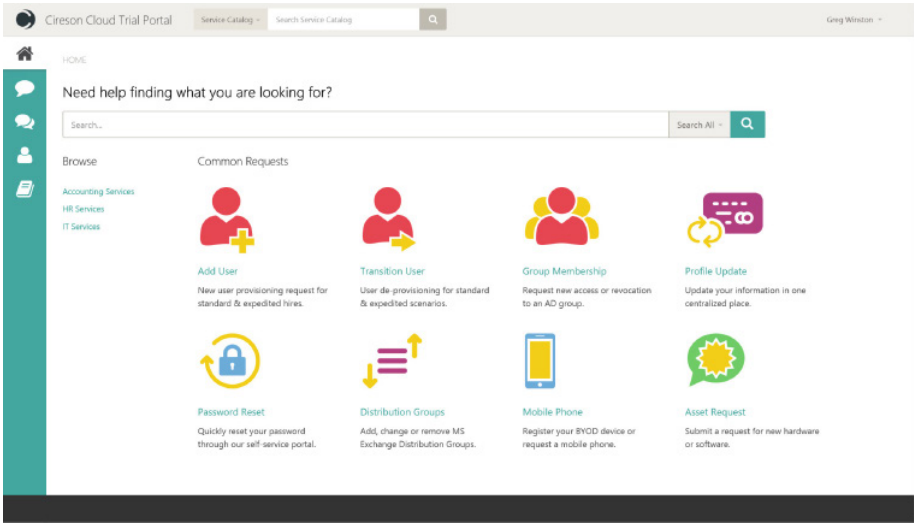 Cireson Cloud Trial Portal
Service Catalog
Search Service Catalog
Greg Winston
HOME
Need help finding what you are looking for?
Search...
Search All
Browse
Accounting Services
HR Services
IT Services
Common Requests
Add User
New user provisioning request for
standard & expedited hires.
Transition User
User de-provisioning for standard
& expedited scenarios.
Group Membership
Request new access or revocation
to an AD group.
Profile Update
Update your information in one
centralized place.
Password Reset
Quickly reset your password
through our self-service portal.
Distribution Groups
Add, change or remove MS
Exchange Distribution Groups.
Mobile Phone
Register your BYOD device or
request a mobile phone.
Asset Request
Submit a request for new hardware
or software.